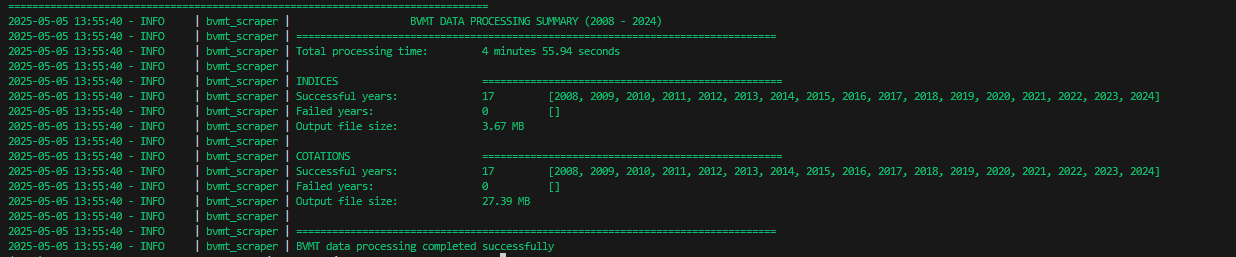 ================================================================================
2025-05-05 13:55:40 - INFO     | bvmt_scraper |                    BVMT DATA PROCESSING SUMMARY (2008 - 2024)
2025-05-05 13:55:40 - INFO     | bvmt_scraper | ================================================================================
2025-05-05 13:55:40 - INFO     | bvmt_scraper | Total processing time:         4 minutes 55.94 seconds
2025-05-05 13:55:40 - INFO     | bvmt_scraper |
2025-05-05 13:55:40 - INFO     | bvmt_scraper | INDICES                        ==================================================
2025-05-05 13:55:40 - INFO     | bvmt_scraper | Successful years:              17         [2008, 2009, 2010, 2011, 2012, 2013, 2014, 2015, 2016, 2017, 2018, 2019, 2020, 2021, 2022, 2023, 2024]
2025-05-05 13:55:40 - INFO     | bvmt_scraper | Failed years:                  0          []
2025-05-05 13:55:40 - INFO     | bvmt_scraper | Output file size:              3.67 MB
2025-05-05 13:55:40 - INFO     | bvmt_scraper |
2025-05-05 13:55:40 - INFO     | bvmt_scraper | COTATIONS                      ==================================================
2025-05-05 13:55:40 - INFO     | bvmt_scraper | Successful years:              17         [2008, 2009, 2010, 2011, 2012, 2013, 2014, 2015, 2016, 2017, 2018, 2019, 2020, 2021, 2022, 2023, 2024]
2025-05-05 13:55:40 - INFO     | bvmt_scraper | Failed years:                  0          []
2025-05-05 13:55:40 - INFO     | bvmt_scraper | Output file size:              27.39 MB
2025-05-05 13:55:40 - INFO     | bvmt_scraper |
2025-05-05 13:55:40 - INFO     | bvmt_scraper | ================================================================================
2025-05-05 13:55:40 - INFO     | bvmt_scraper | BVMT data processing completed successfully